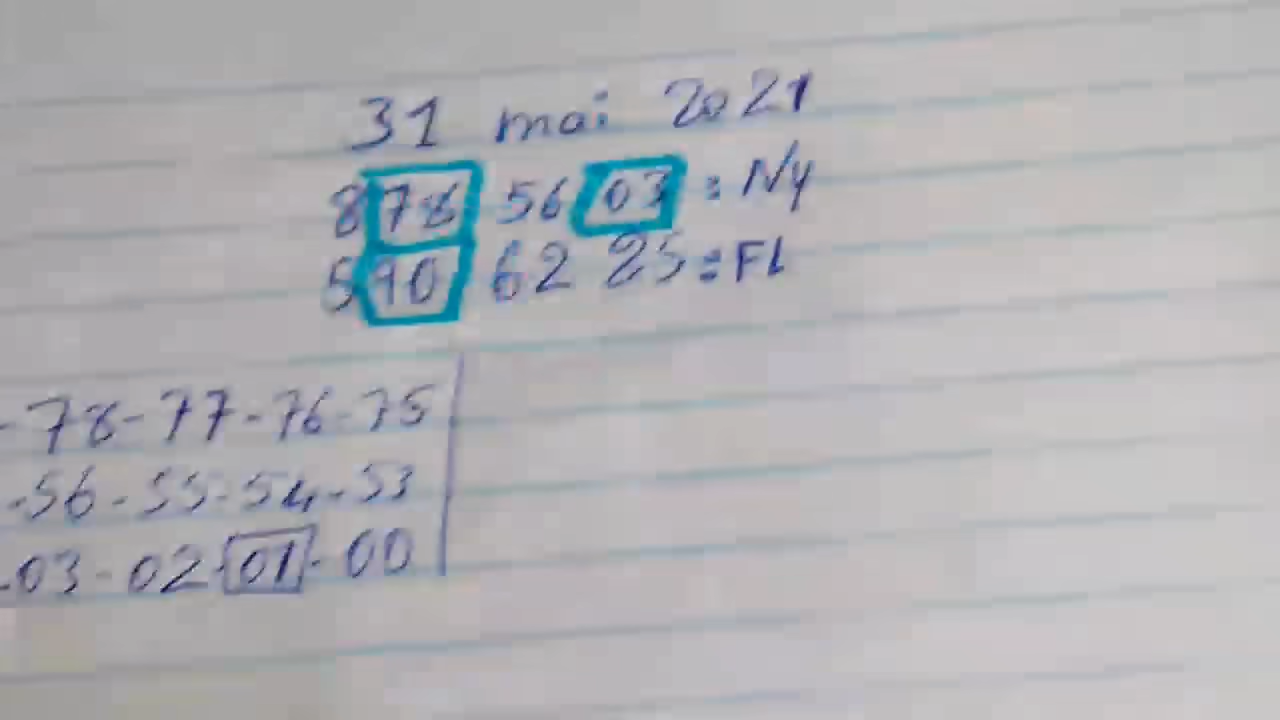 31 mai 2021
878 56 03 : Ny
590 62 25 : FL
-78-77-76-75
-56-55-54-53
-03-02-01-00